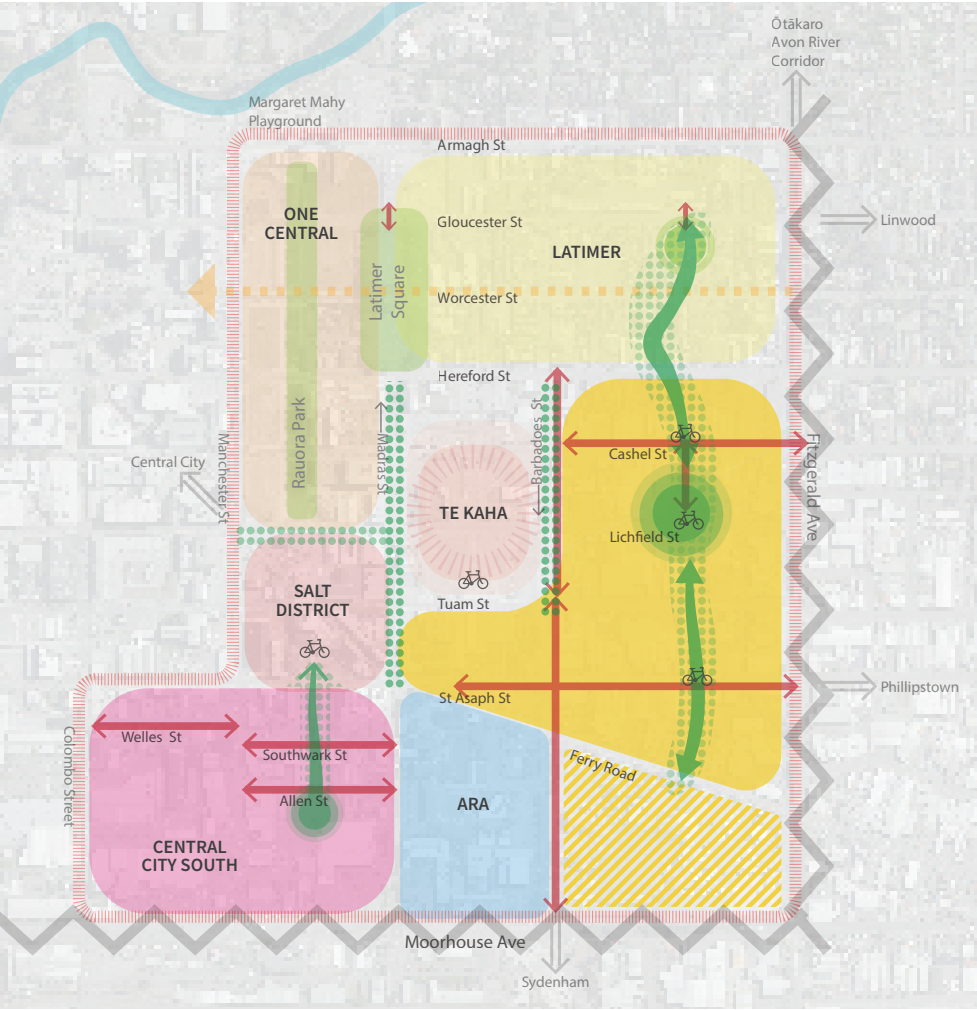 Ōtākaro
Avon River
Corridor
Margaret Mahy
Playground
Armagh St
ONE
CENTRAL
Gloucester St
Linwood
LATIMER
Latimer
Square
Worcester St
Hereford St
Rauora Park
Madras St
Barbadoes St
Manchester St
Central City
Cashel St
Fitzgerald Ave
TE KAHA
Lichfield St
SALT
DISTRICT
Tuam St
St Asaph St
Phillipstown
Colombo Street
Welles St
Southwark St
Ferry Road
Allen St
ARA
CENTRAL
CITY SOUTH
Moorhouse Ave
Sydenham